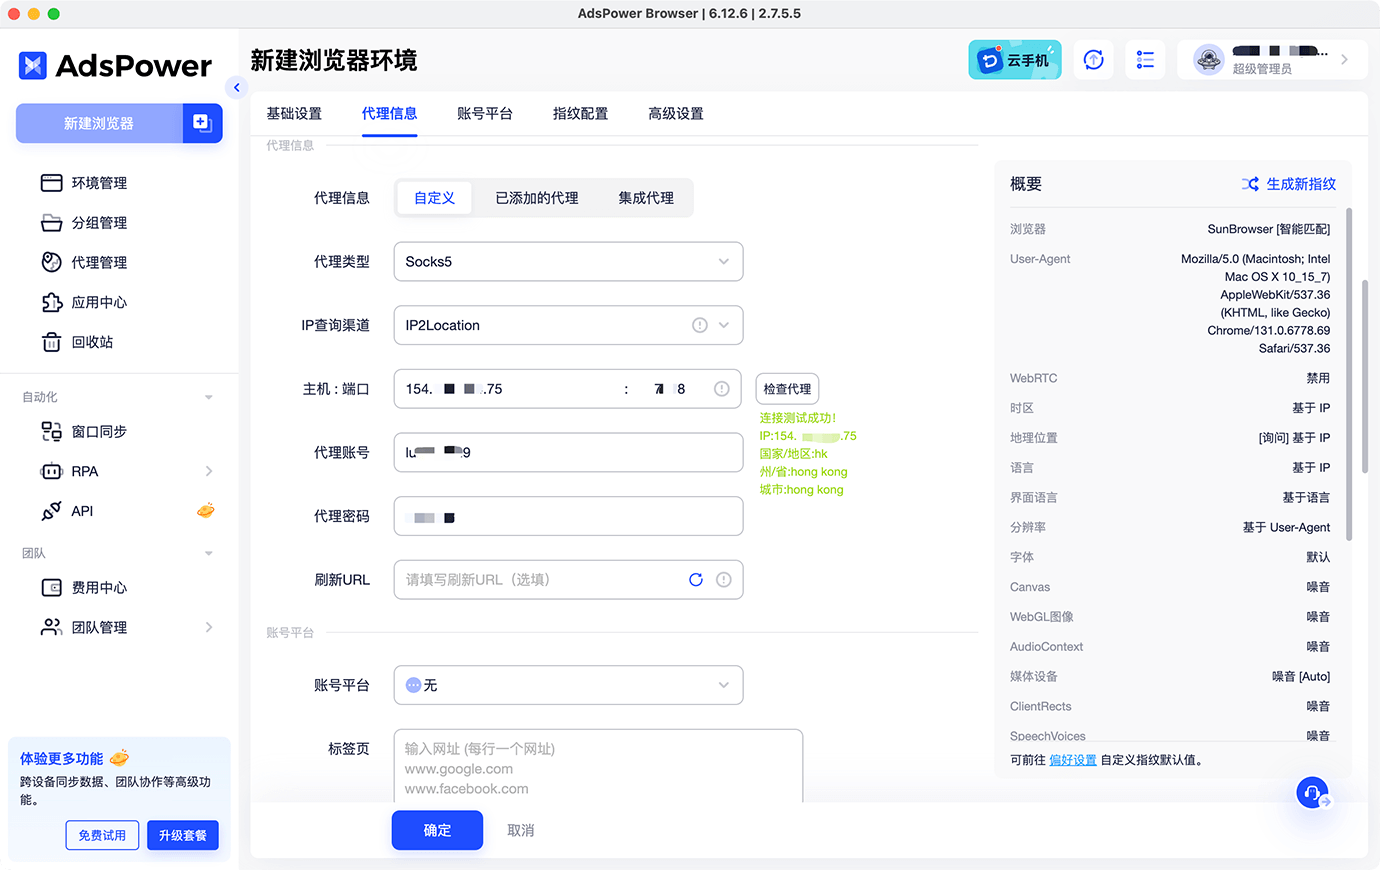 AdsPower Browser | 6.12.6 | 2.7.5.5
AdsPower
新建浏览器
环境管理
分组管理
代理管理
应用中心
回收站
自动化
窗口同步
RPA
API
团队
费用中心
团队管理
体验更多功能
跨设备同步数据、团队协作等高级功
能。
免费试用
升级套餐
新建浏览器环境
云手机
超级管理员
基础设置
代理信息
账号平台
指纹配置
高级设置
代理信息
代理信息
自定义
已添加的代理
集成代理
代理类型
Socks5
IP查询渠道
IP2Location
主机 : 端口
154. .75 : 7 8
检查代理
连接测试成功!
IP:154. .75
国家/地区:hk
州/省:hong kong
城市:hong kong
代理账号
lu 9
代理密码
刷新URL
请填写刷新URL（选填）
账号平台
账号平台
无
标签页
输入网址 (每行一个网址)
www.google.com
www.facebook.com
确定
取消
概要
生成新指纹
浏览器
SunBrowser [智能匹配]
User-Agent
Mozilla/5.0 (Macintosh; Intel
Mac OS X 10_15_7)
AppleWebKit/537.36
(KHTML, like Gecko)
Chrome/131.0.6778.69
Safari/537.36
WebRTC
禁用
时区
基于 IP
地理位置
[询问] 基于 IP
语言
基于 IP
界面语言
基于语言
分辨率
基于 User-Agent
字体
默认
Canvas
噪音
WebGL图像
噪音
AudioContext
噪音
媒体设备
噪音 [Auto]
ClientRects
噪音
SpeechVoices
噪音
可前往 偏好设置 自定义指纹默认值。